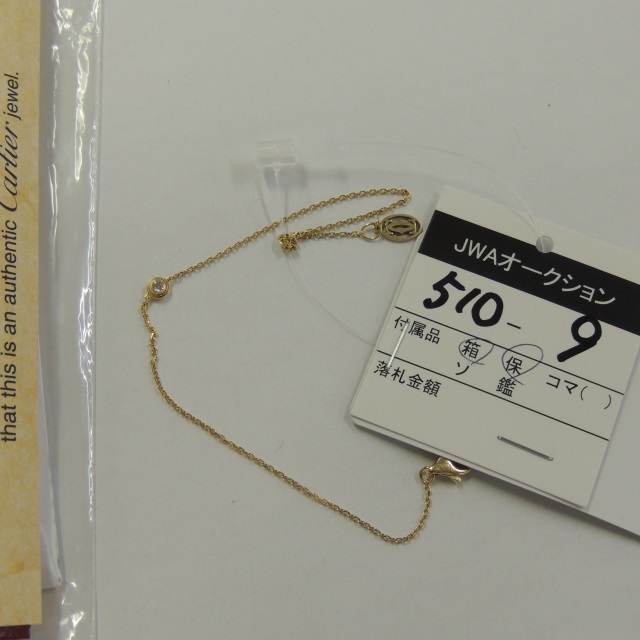 that this is an authentic Cartier jewel.
JWAオークション
510-9
付属品 箱 保 コマ( )
ソ 鑑
落札金額